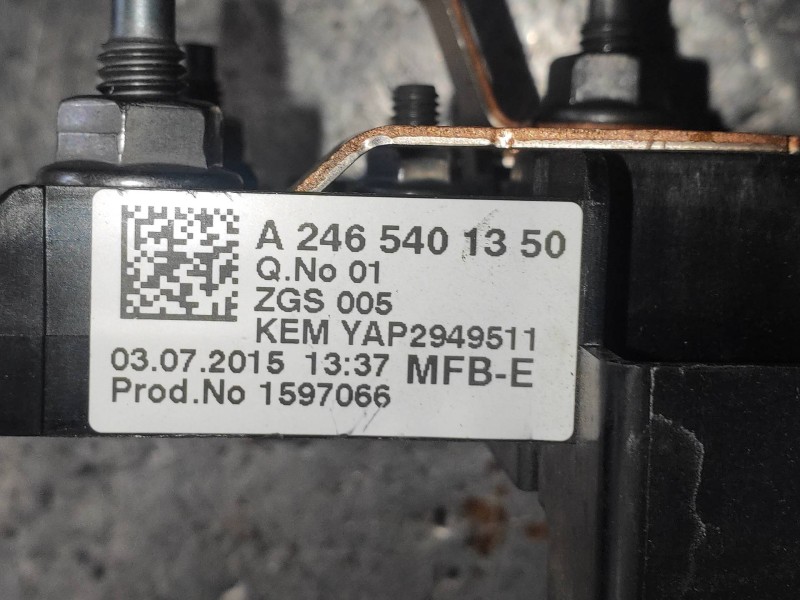 A 246 540 13 50
Q.No 01
ZGS 005
KEM YAP2949511
03.07.2015 13:37 MFB-E
Prod.No 1597066